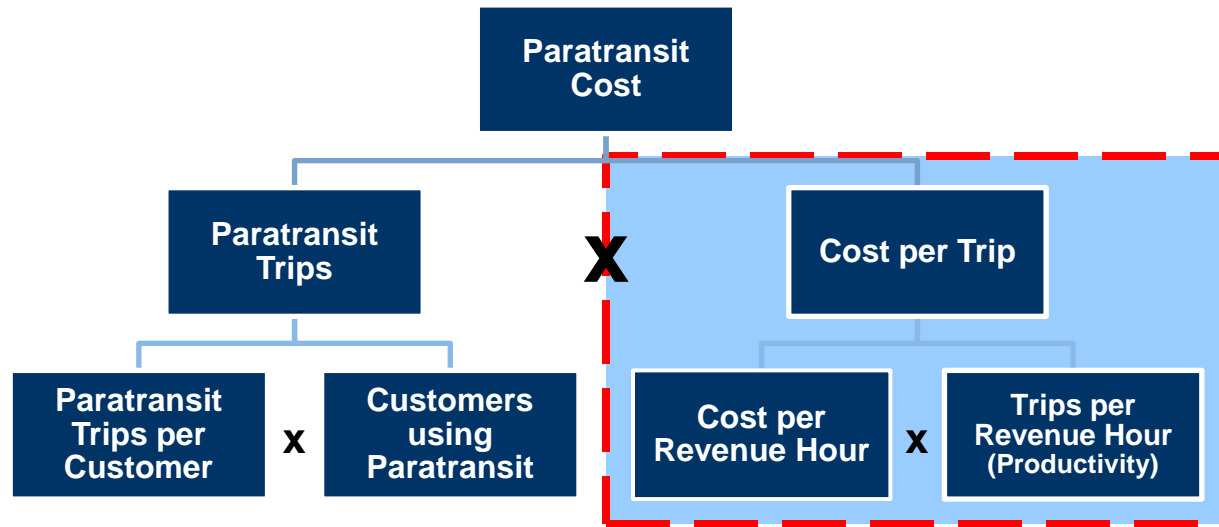 Paratransit
Cost
Paratransit
Trips
X
Cost per Trip
Paratransit
Trips per
Customer
x
Customers
using
Paratransit
Cost per
Revenue Hour
x
Trips per
Revenue Hour
(Productivity)